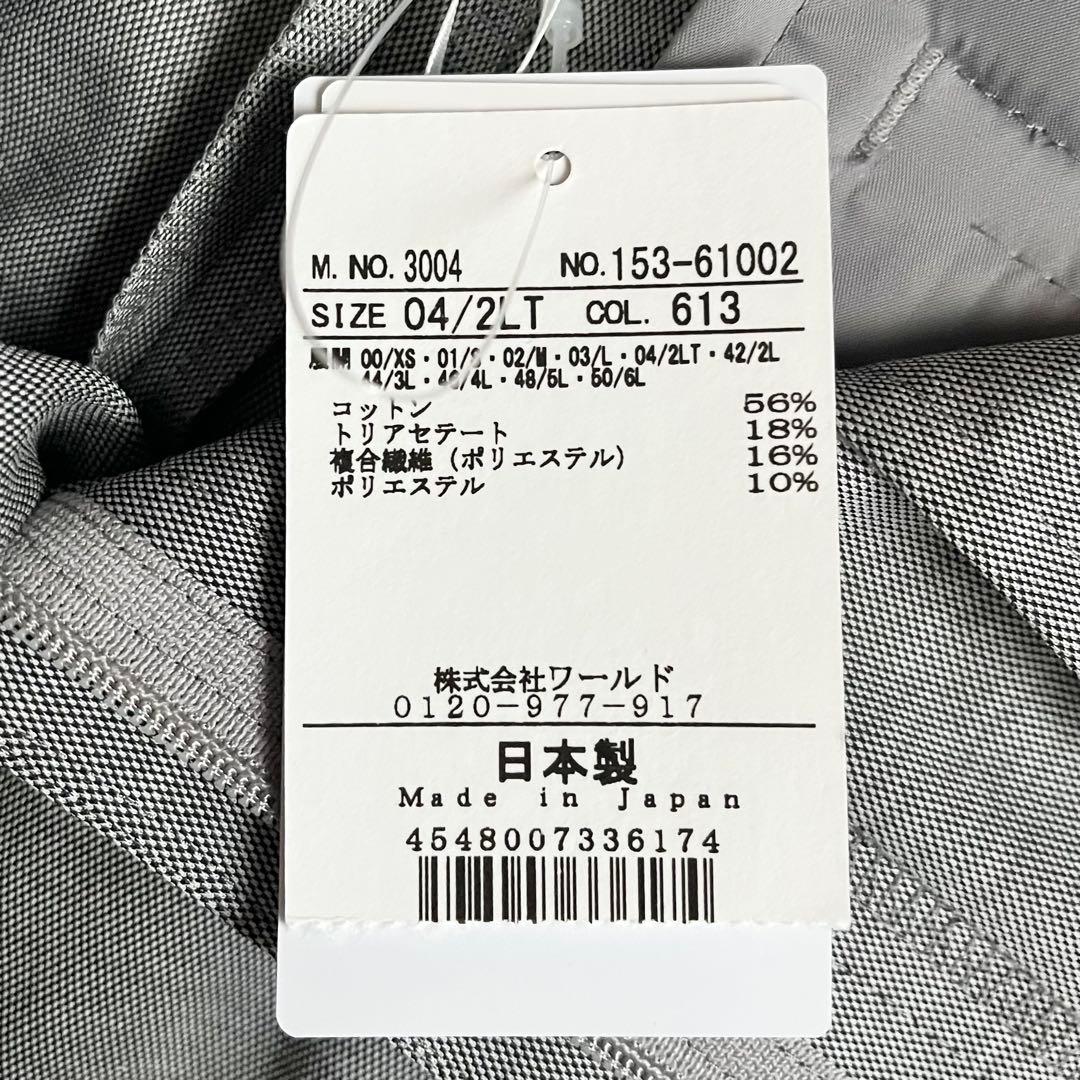 M. NO. 3004 NO. 153-61002
SIZE 04/2LT COL. 613
展開 00/XS・01/S・02/M・03/L・04/2LT・42/2L
44/3L・46/4L・48/5L・50/6L
コットン 56%
トリアセテート 18%
複合繊維（ポリエステル） 16%
ポリエステル 10%
株式会社ワールド
0120-977-917
日本製
Made in Japan
4548007336174